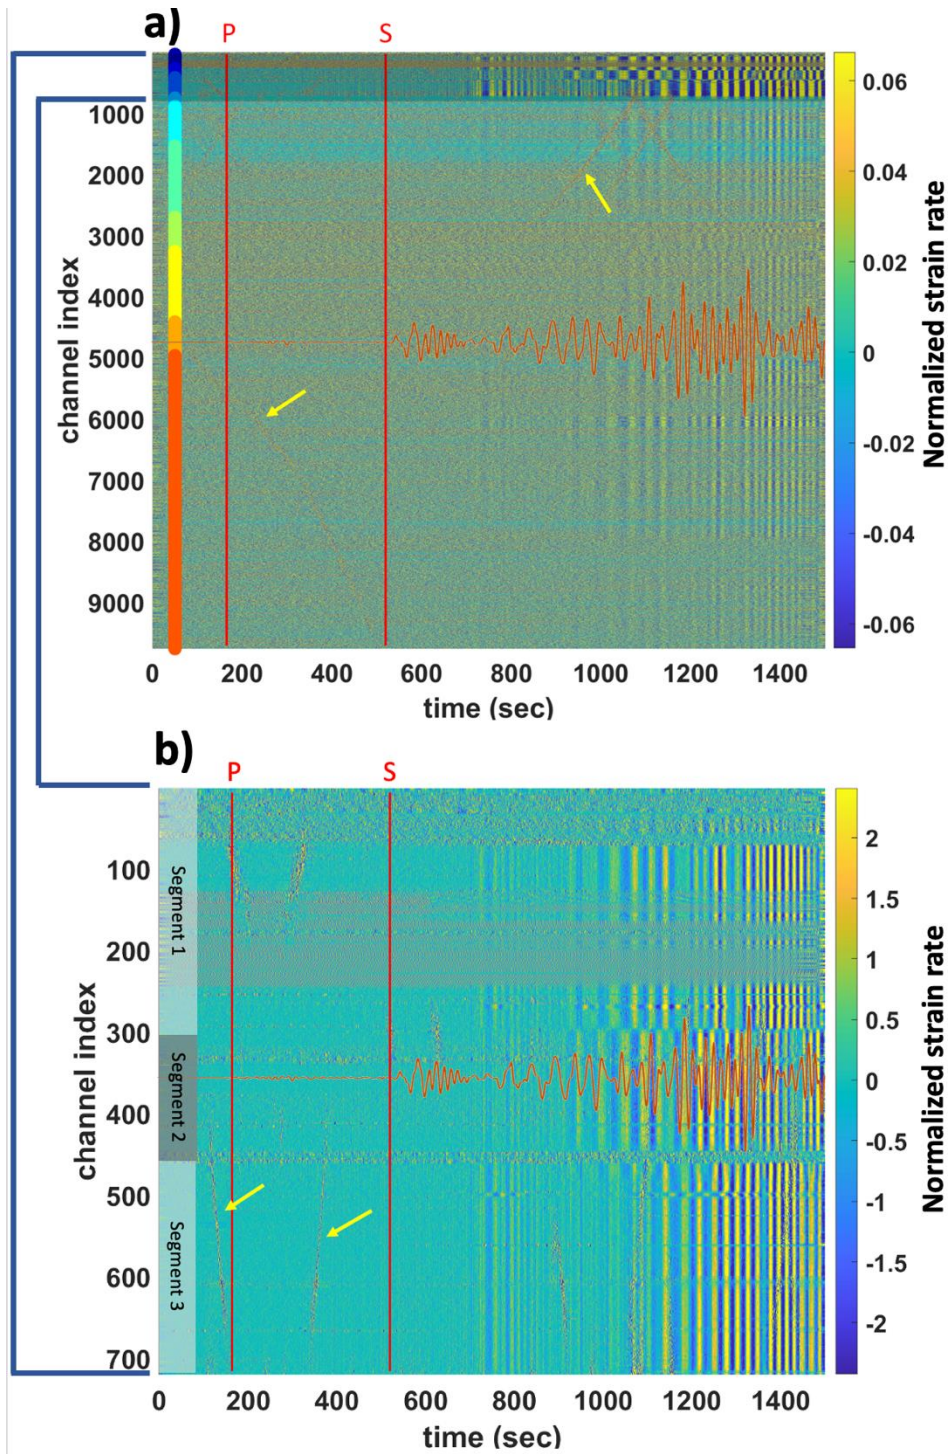 a)
P
S
1000
2000
3000
4000
5000
6000
7000
8000
9000
channel index
0 200 400 600 800 1000 1200 1400
time (sec)
0.06
0.04
0.02
0
-0.02
-0.04
-0.06
Normalized strain rate
b)
P
S
100
200
300
400
500
600
700
channel index
Segment 1
Segment 2
Segment 3
0 200 400 600 800 1000 1200 1400
time (sec)
2
1.5
1
0.5
0
-0.5
-1
-1.5
-2
Normalized strain rate